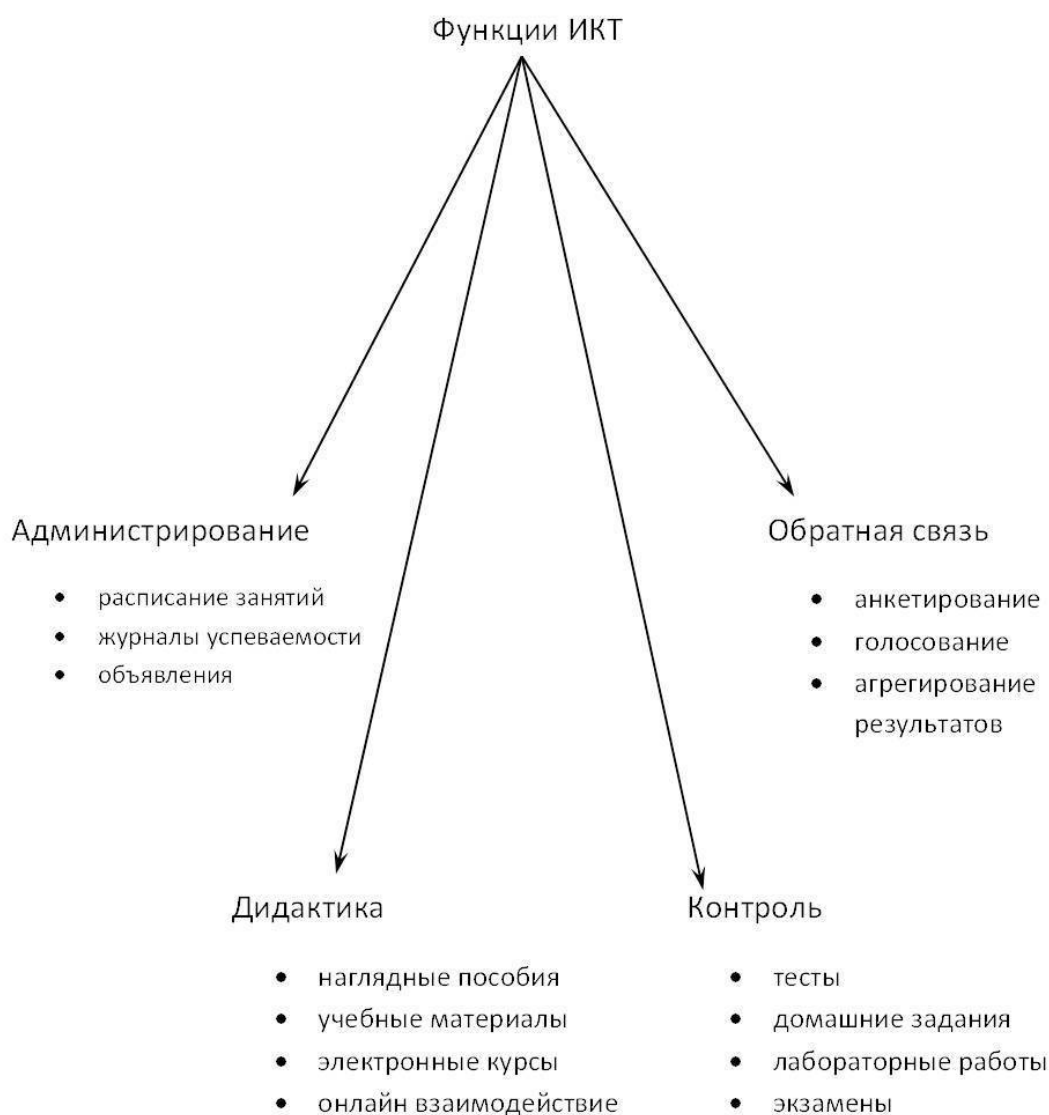 Функции ИКТ
Администрирование
• расписание занятий
• журналы успеваемости
• объявления
Обратная связь
• анкетирование
• голосование
• агрегирование
результатов
Дидактика
• наглядные пособия
• учебные материалы
• электронные курсы
• онлайн взаимодействие
Контроль
• тесты
• домашние задания
• лабораторные работы
• экзамены